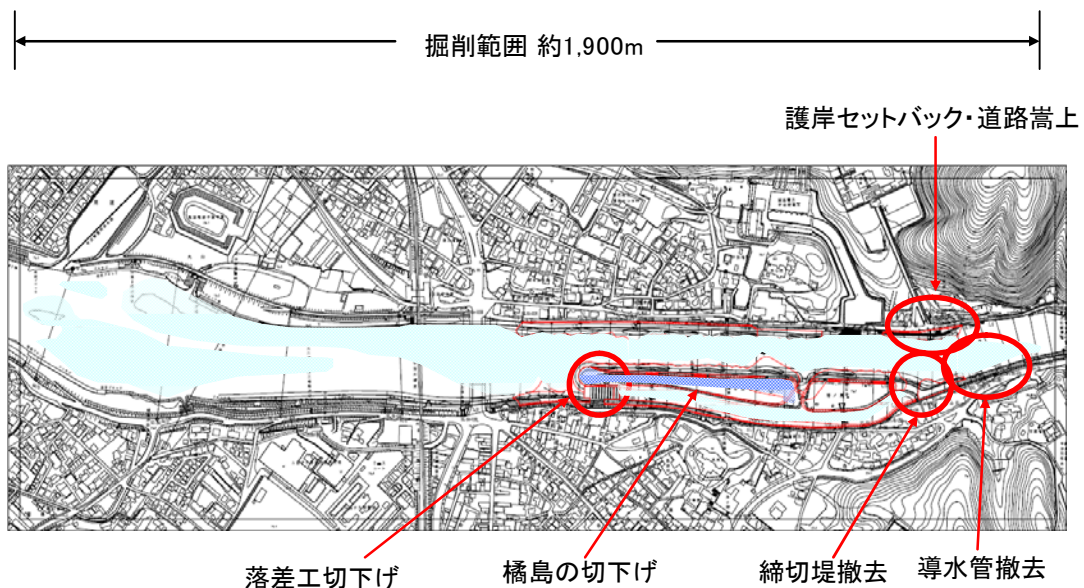 掘削範囲 約1,900m
護岸セットバック・道路嵩上
落差工切下げ
橘島の切下げ
締切堤撤去
導水管撤去